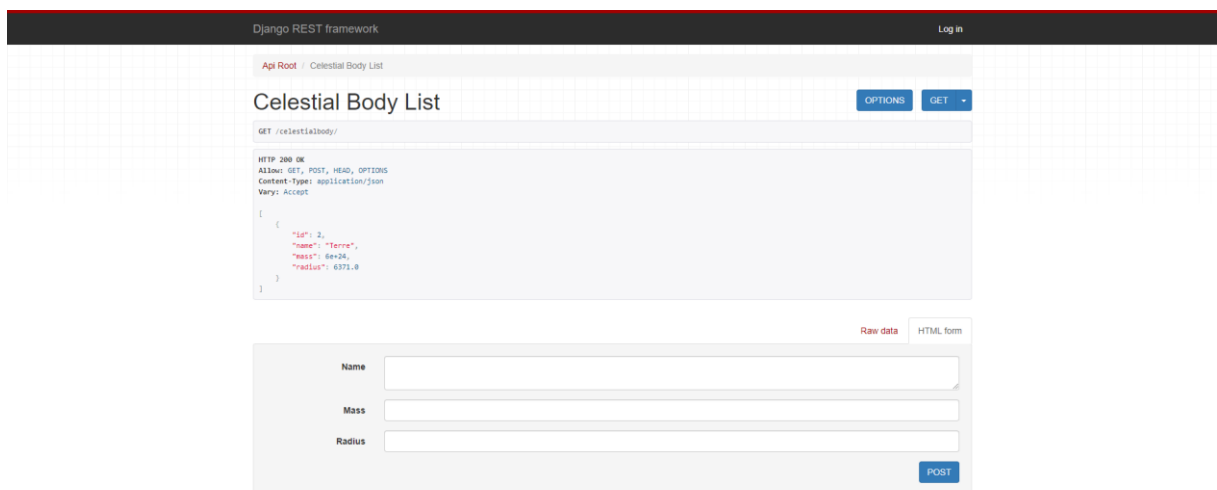 Django REST framework
Log in
Api Root / Celestial Body List
Celestial Body List
OPTIONS
GET
GET /celestialbody/
HTTP 200 OK
Allow: GET, POST, HEAD, OPTIONS
Content-Type: application/json
Vary: Accept
[
{
"id": 2,
"name": "Terre",
"mass": 6e+24,
"radius": 6371.0
}
]
Raw data
HTML form
Name
Mass
Radius
POST